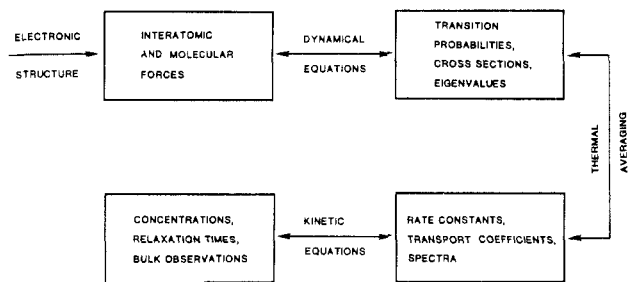 ELECTRONIC
STRUCTURE
INTERATOMIC
AND MOLECULAR
FORCES
DYNAMICAL
EQUATIONS
TRANSITION
PROBABILITIES,
CROSS SECTIONS,
EIGENVALUES
THERMAL
AVERAGING
CONCENTRATIONS,
RELAXATION TIMES,
BULK OBSERVATIONS
KINETIC
EQUATIONS
RATE CONSTANTS,
TRANSPORT COEFFICIENTS,
SPECTRA